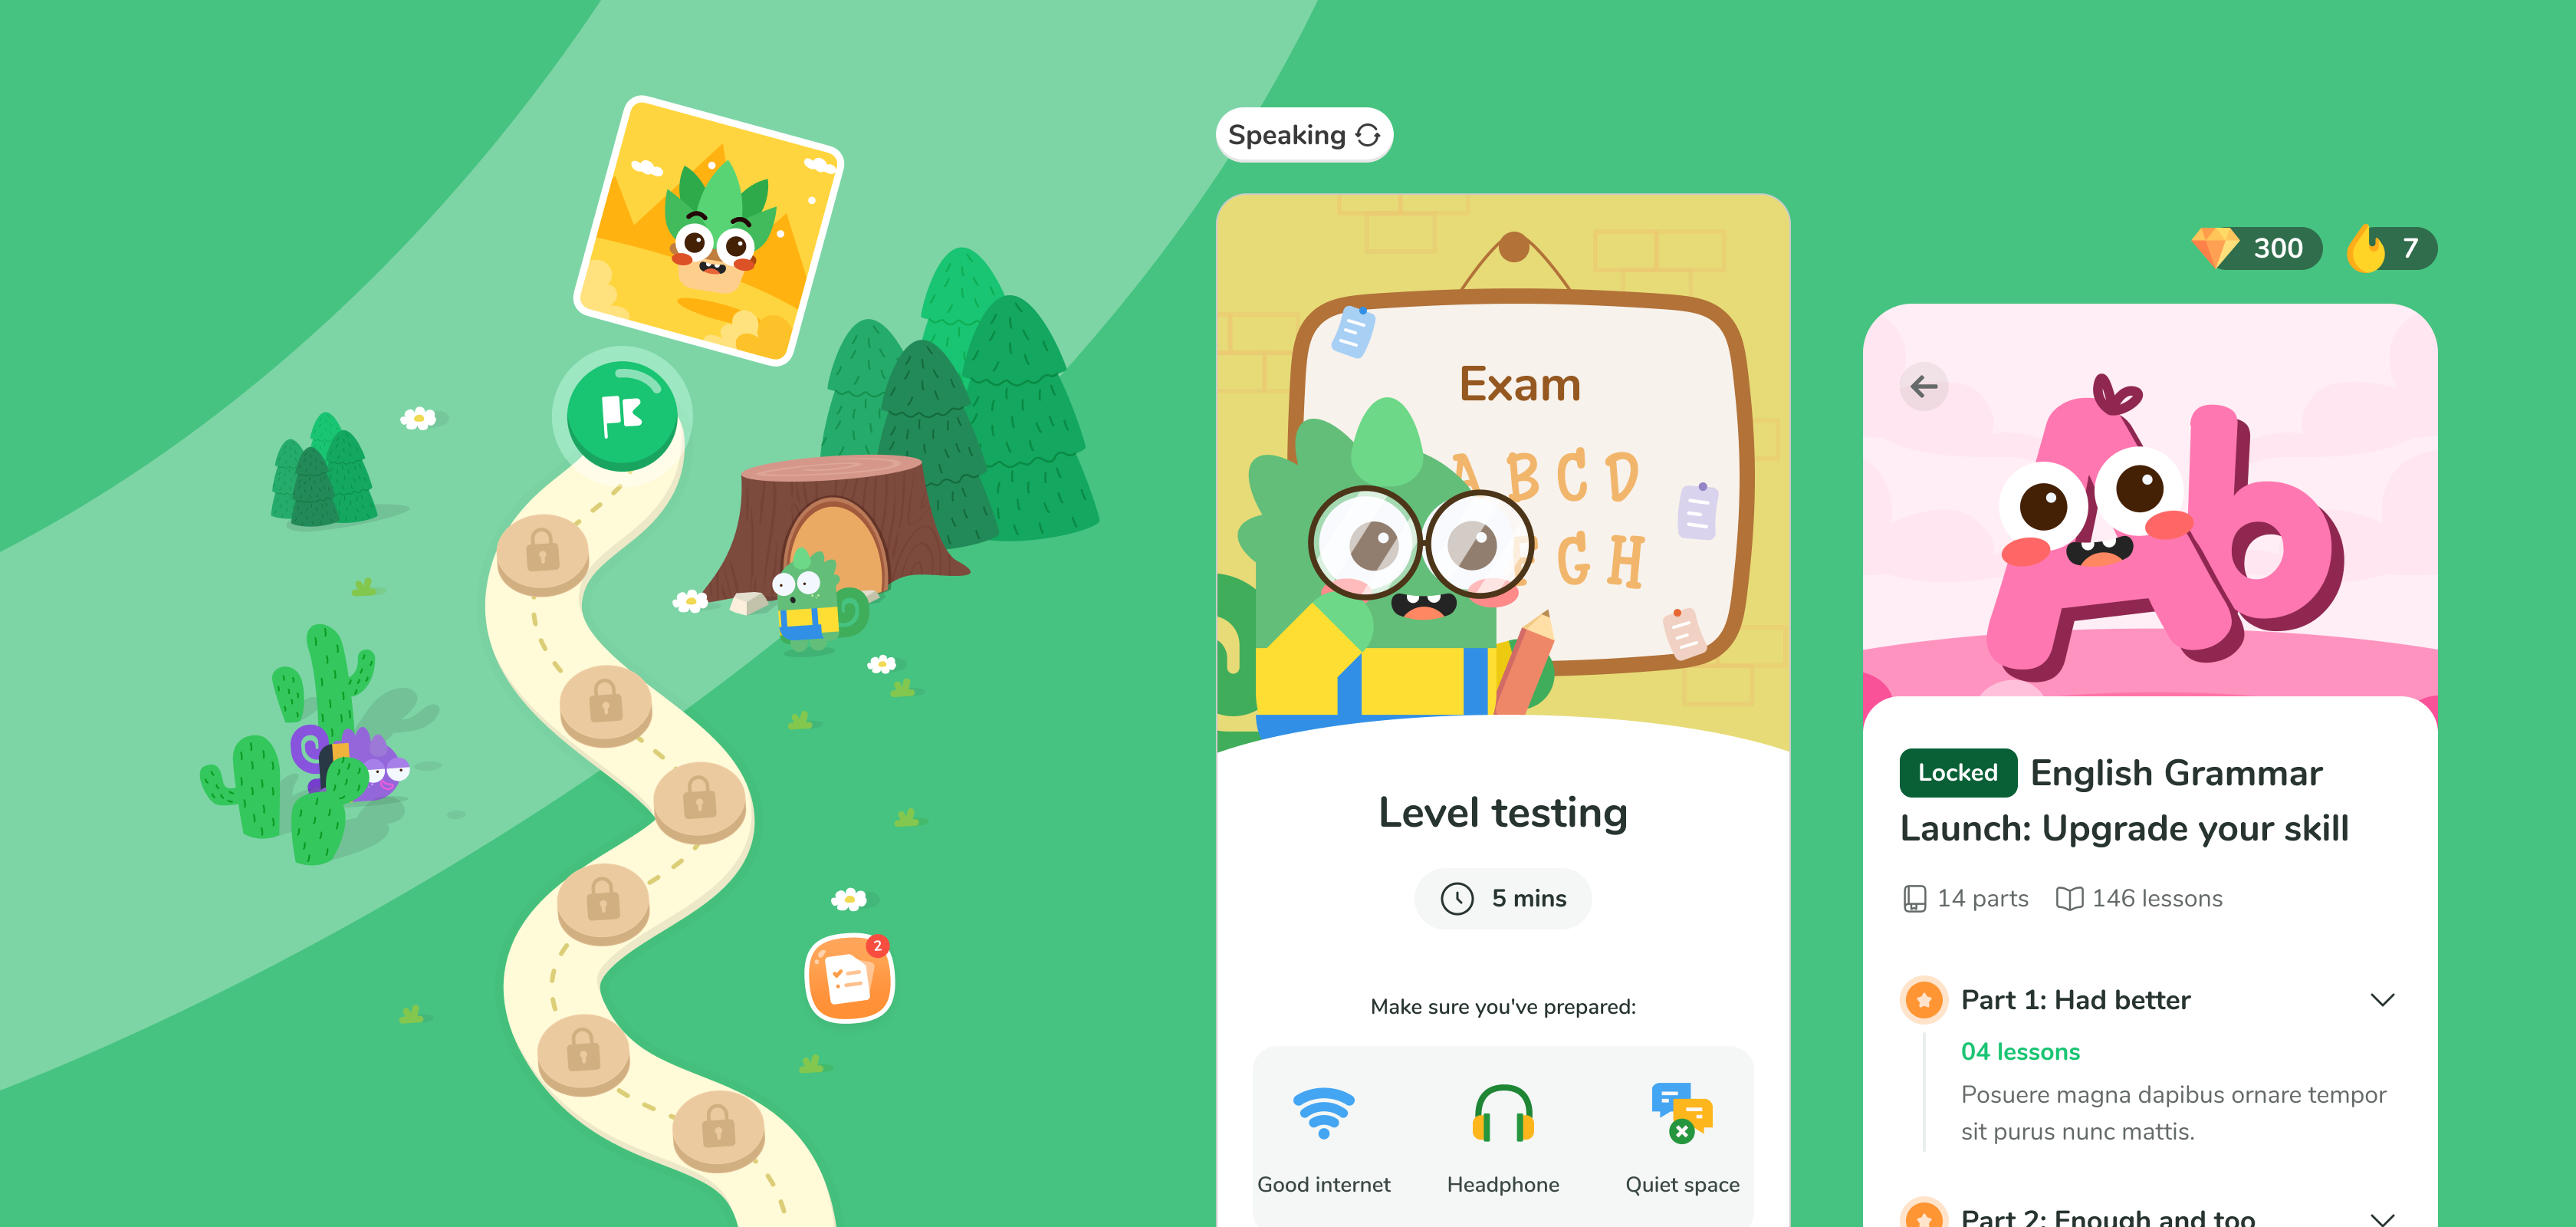 2
Speaking
Exam
A B C D
F G H
Level testing
5 mins
Make sure you've prepared:
Good internet
Headphone
Quiet space
300
7
Ab
Locked English Grammar
Launch: Upgrade your skill
14 parts
146 lessons
Part 1: Had better
04 lessons
Posuere magna dapibus ornare tempor
sit purus nunc mattis.
Part 2: Enough and too